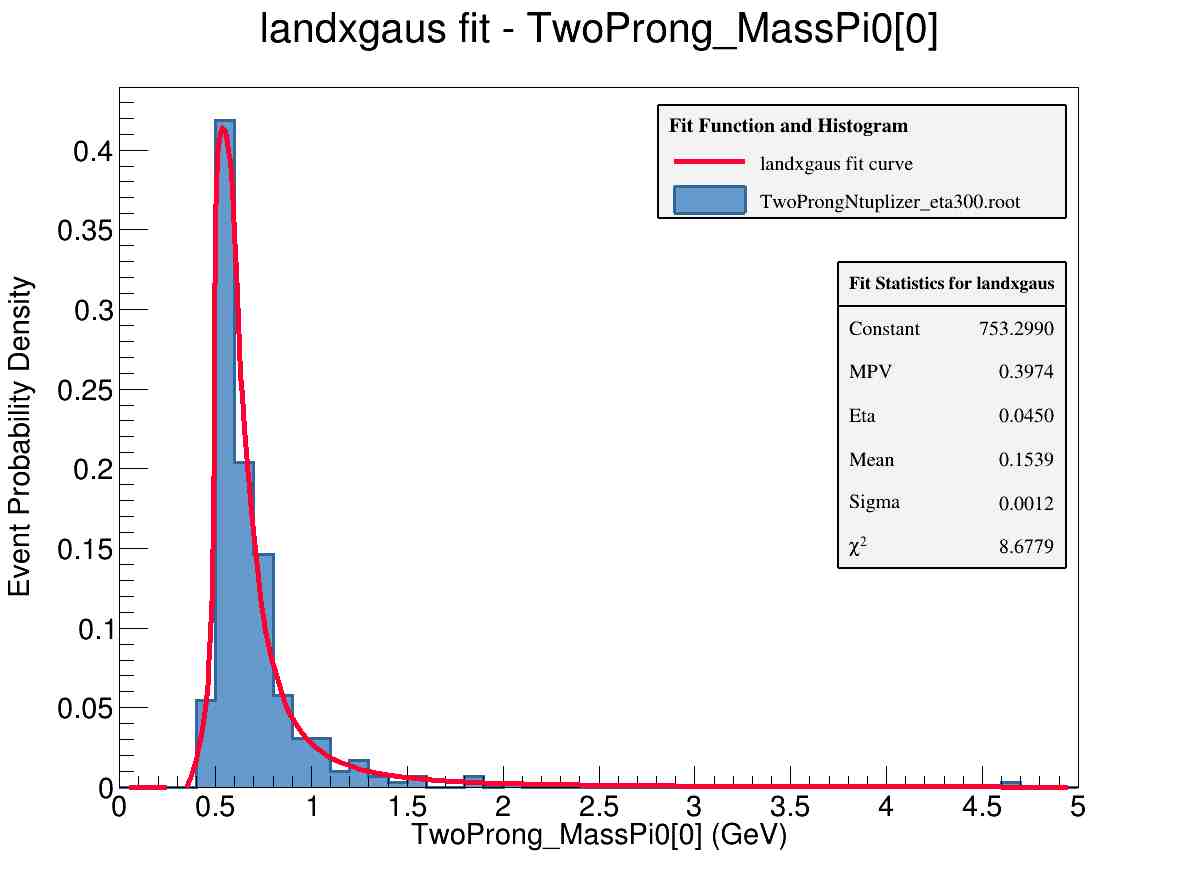 landxgaus fit - TwoProng_MassPi0[0]
Fit Function and Histogram
landxgaus fit curve
TwoProngNtuplizer_eta300.root
Fit Statistics for landxgaus
Constant 753.2990
MPV 0.3974
Eta 0.0450
Mean 0.1539
Sigma 0.0012
χ² 8.6779
Event Probability Density
0.4
0.35
0.3
0.25
0.2
0.15
0.1
0.05
0
0 0.5 1 1.5 2 2.5 3 3.5 4 4.5 5
TwoProng_MassPi0[0] (GeV)